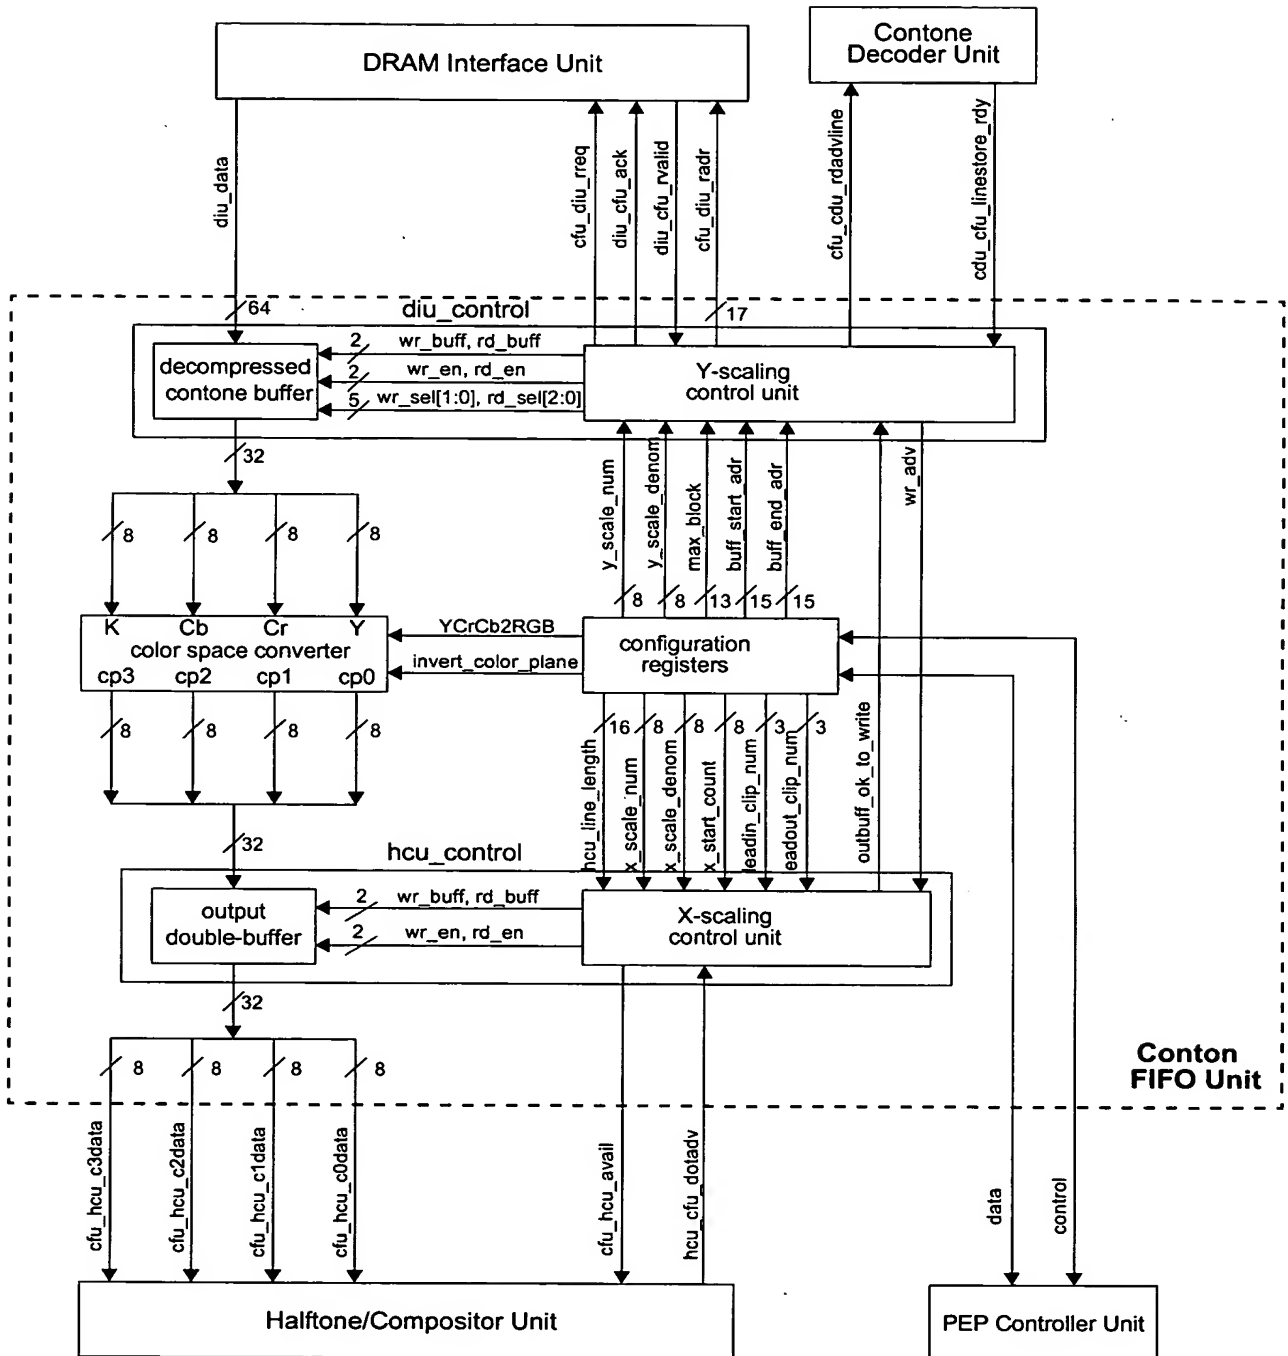 DRAM Interface Unit
Contone
Decoder Unit
diu_data
cfu_diu_rreq
diu_cfu_ack
diu_cfu_rvalid
cfu_diu_radr
cfu_cdu_rdadvline
cdu_cfu_linestore_rdy
64
diu_control
17
decompressed
contone buffer
2
wr_buff, rd_buff
2
wr_en, rd_en
5
wr_sel[1:0], rd_sel[2:0]
Y-scaling
control unit
32
8
8
8
8
y_scale_num
y_scale_denom
max_block
buff_start_adr
buff_end_adr
wr_adv
8
8
13
15
15
K
Cb
Cr
Y
color space converter
cp3
cp2
cp1
cp0
YCrCb2RGB
invert_color_plane
configuration
registers
8
8
8
8
16
8
8
8
3
3
hcu_line_length
x_scale_num
x_scale_denom
x_start_count
leadin_clip_num
eadout_clip_num
outbuff_ok_to_write
32
hcu_control
output
double-buffer
2
wr_buff, rd_buff
2
wr_en, rd_en
X-scaling
control unit
32
8
8
8
8
Conton
FIFO Unit
cfu_hcu_c3data
cfu_hcu_c2data
cfu_hcu_c1data
cfu_hcu_c0data
cfu_hcu_avail
hcu_cfu_dotadv
data
control
Halftone/Compositor Unit
PEP Controller Unit